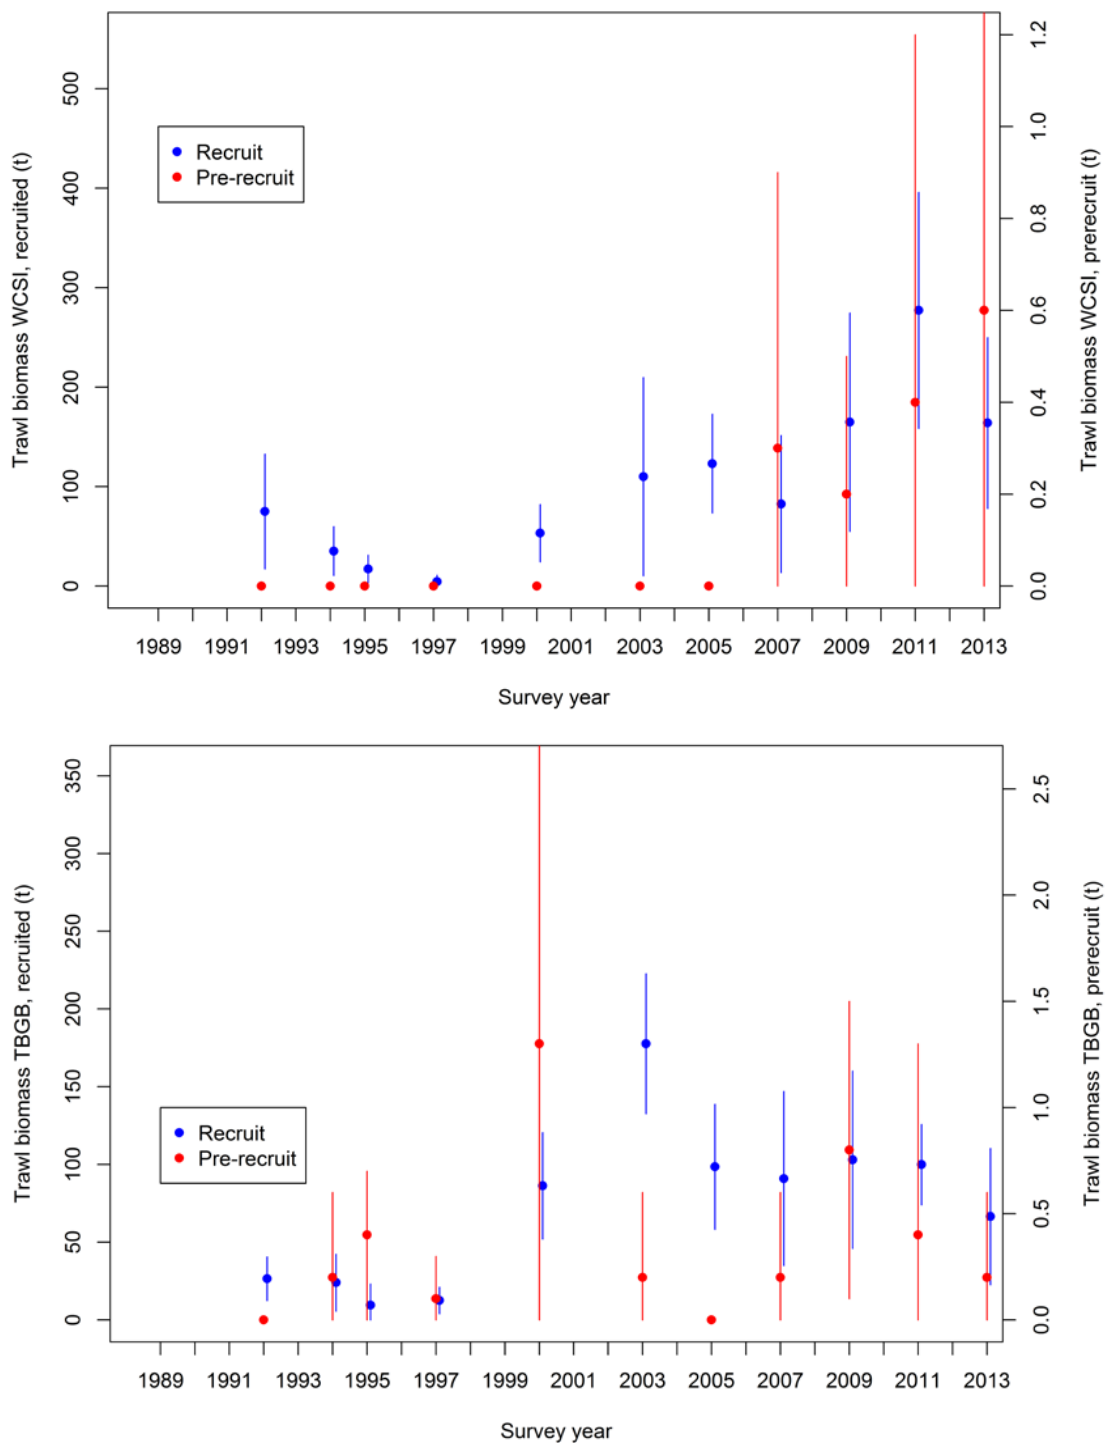 Trawl biomass WCSI, recruited (t)
500
400
300
200
100
0
Recruit
Pre-recruit
1.2
1.0
0.8
0.6
0.4
0.2
0.0
Trawl biomass WCSI, prerecruit (t)
1989 1991 1993 1995 1997 1999 2001 2003 2005 2007 2009 2011 2013
Survey year
Trawl biomass TBGB, recruited (t)
350
300
250
200
150
100
50
0
Recruit
Pre-recruit
2.5
2.0
1.5
1.0
0.5
0.0
Trawl biomass TBGB, prerecruit (t)
1989 1991 1993 1995 1997 1999 2001 2003 2005 2007 2009 2011 2013
Survey year